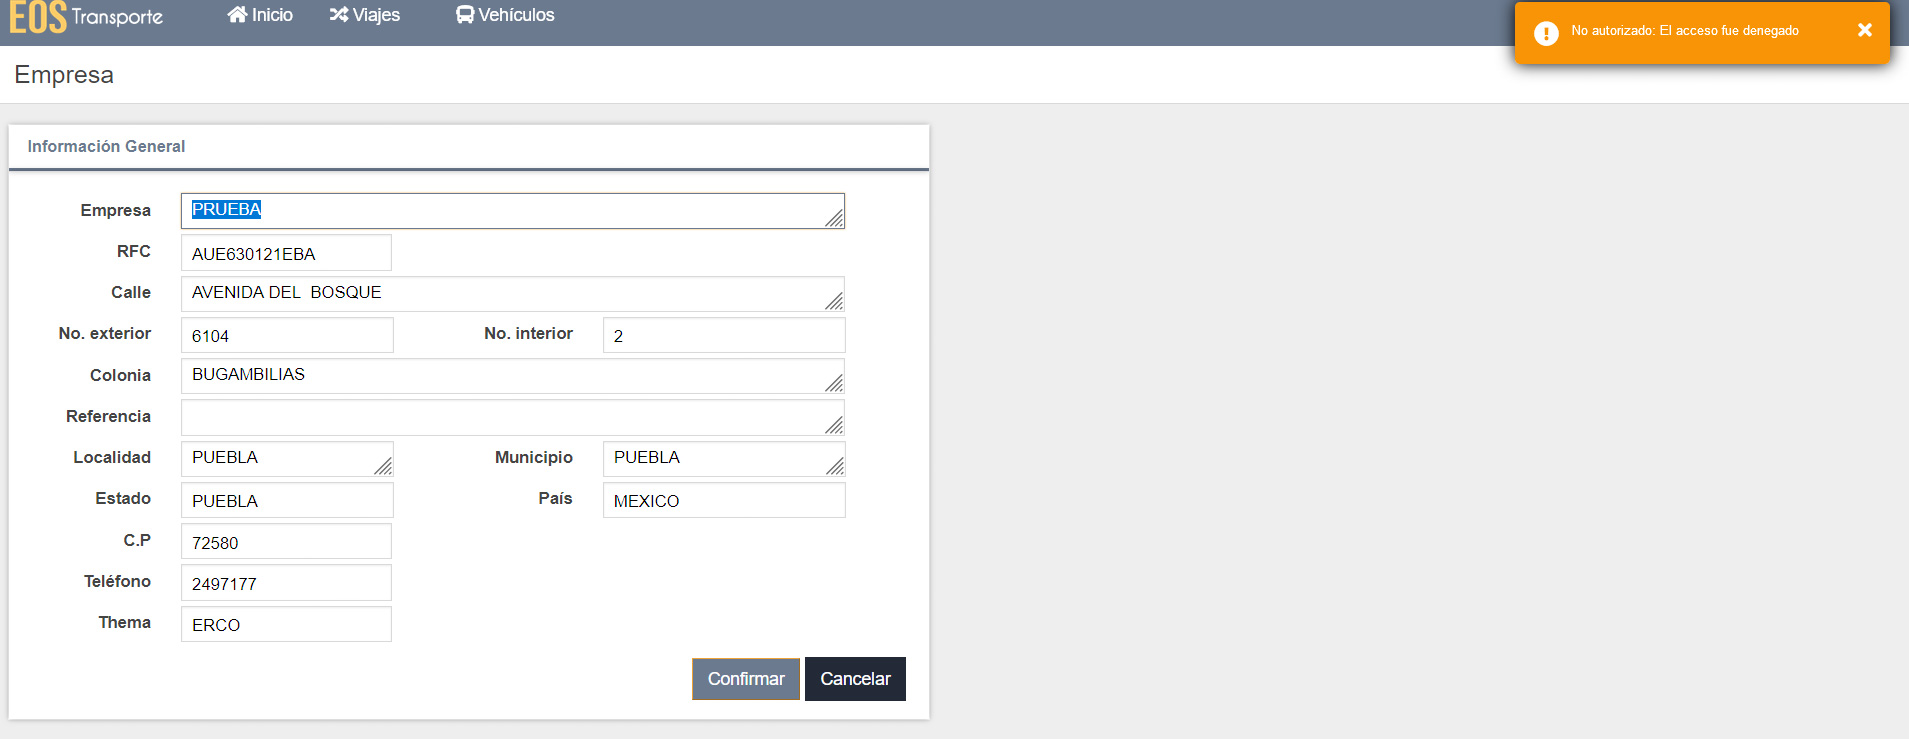 EOS Transporte Inicio Viajes Vehículos
No autorizado: El acceso fue denegado
Empresa
Información General
Empresa PRUEBA
RFC AUE630121EBA
Calle AVENIDA DEL  BOSQUE
No. exterior 6104 No. interior 2
Colonia BUGAMBILIAS
Referencia
Localidad PUEBLA Municipio PUEBLA
Estado PUEBLA País MEXICO
C.P 72580
Teléfono 2497177
Thema ERCO
Confirmar Cancelar